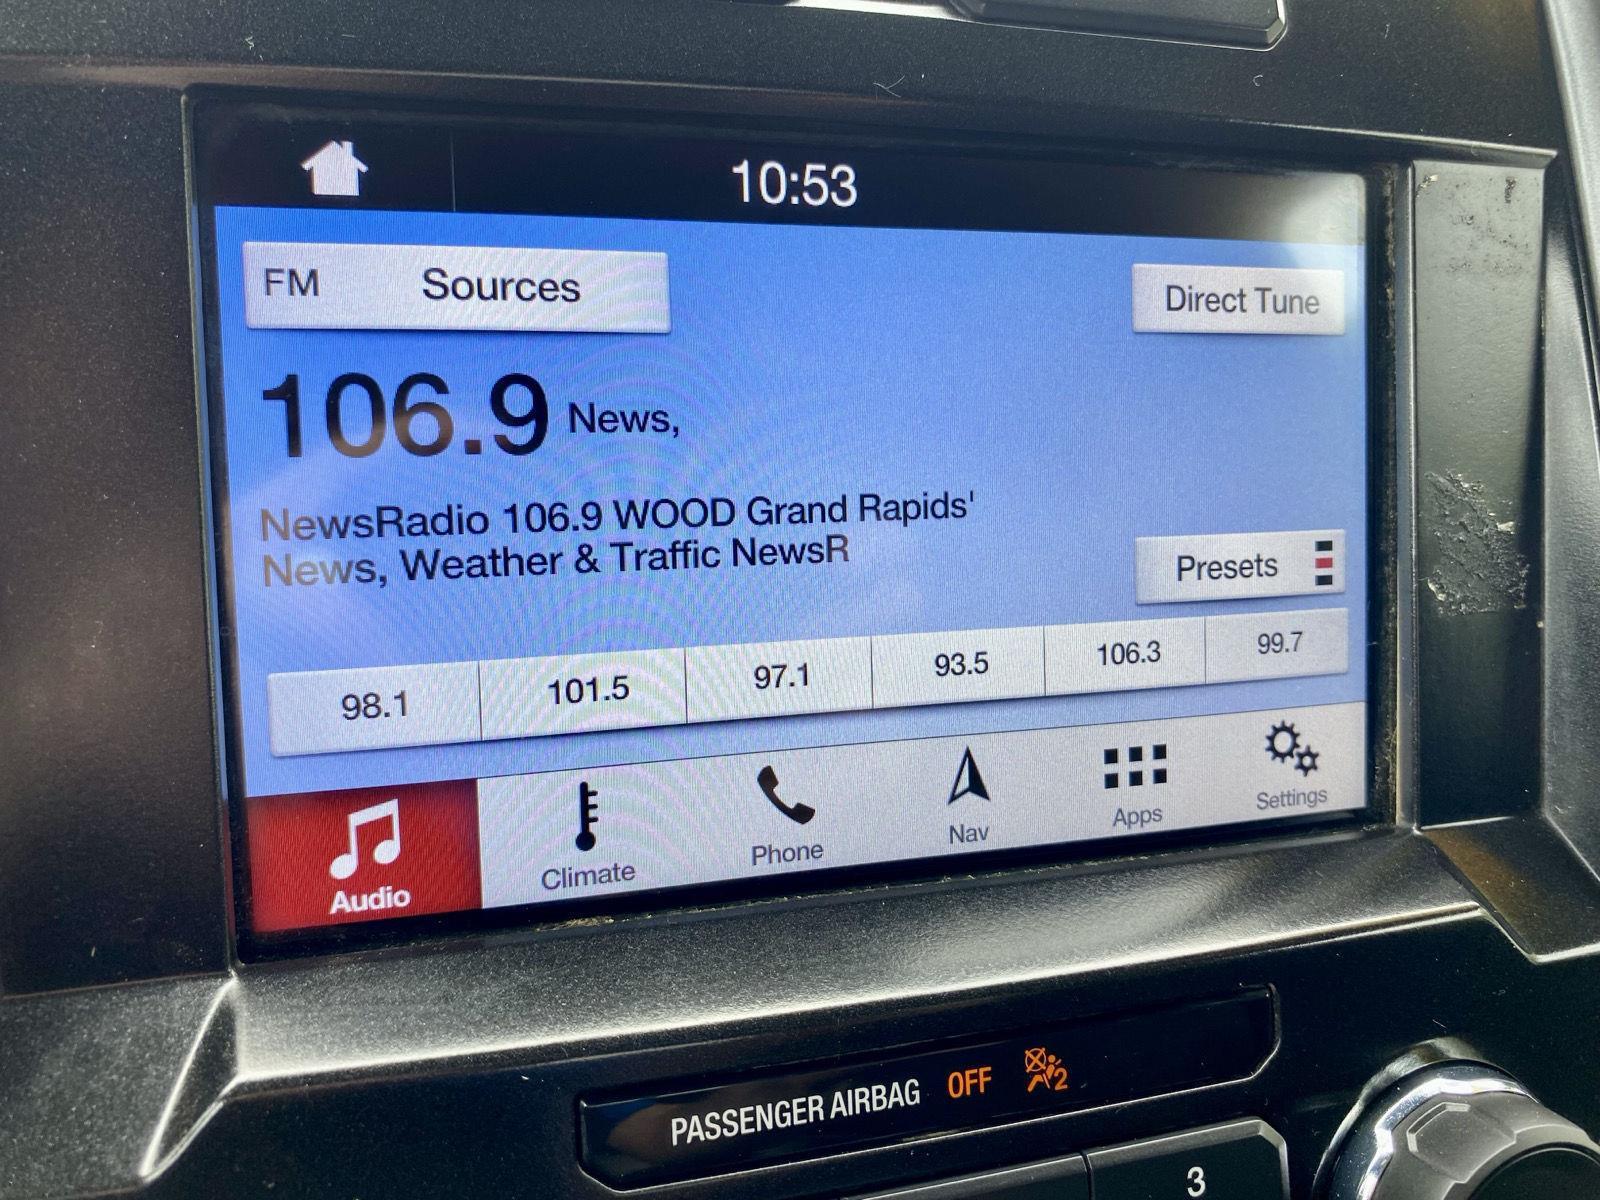 10:53
FM Sources
Direct Tune
106.9 News,
NewsRadio 106.9 WOOD Grand Rapids'
News, Weather & Traffic NewsR
Presets
98.1 101.5 97.1 93.5 106.3 99.7
Audio Climate Phone Nav Apps Settings
PASSENGER AIRBAG OFF 2
3